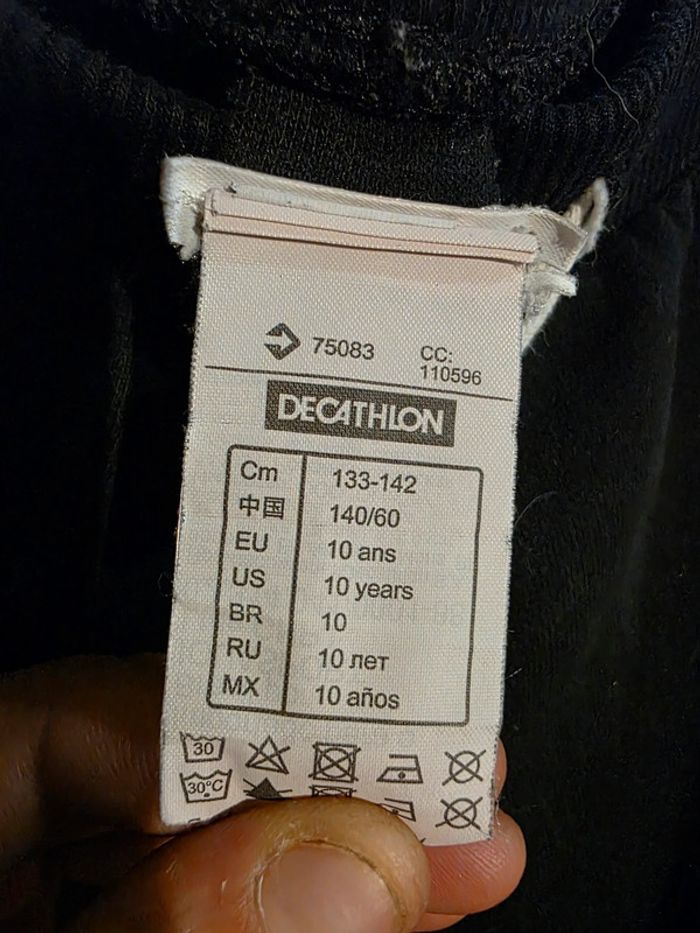 75083 CC: 110596
DECATHLON
Cm 133-142
中国 140/60
EU 10 ans
US 10 years
BR 10
RU 10 лет
MX 10 años
30
30°C